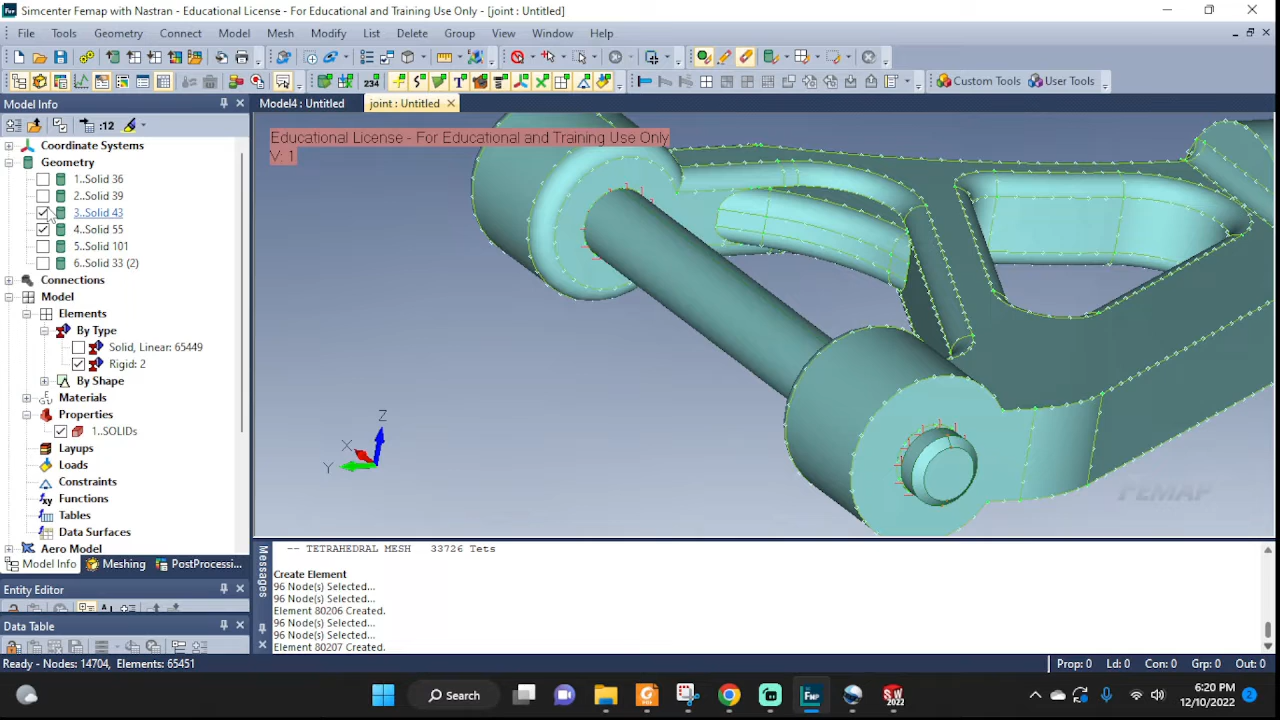 Simcenter Femap with Nastran - Educational License - For Educational and Training Use Only - [joint : Untitled]
File Tools Geometry Connect Model Mesh Modify List Delete Group View Window Help
234
Custom Tools User Tools
Model Info
Model4 : Untitled joint : Untitled
:12
Educational License - For Educational and Training Use Only
V: 1
Coordinate Systems
Geometry
1..Solid 36
2..Solid 39
3..Solid 43
4..Solid 55
5..Solid 101
6..Solid 33 (2)
Connections
Model
Elements
By Type
Solid, Linear: 65449
Rigid: 2
By Shape
Materials
Properties
1..SOLIDs
Layups
Loads
Constraints
Functions
Tables
Data Surfaces
Aero Model
Model Info Meshing PostProcessi...
Z
X
Y
FEMAP
Entity Editor
Data Table
Messages
-- TETRAHEDRAL MESH 33726 Tets
Create Element
96 Node(s) Selected...
96 Node(s) Selected...
Element 80206 Created.
96 Node(s) Selected...
96 Node(s) Selected...
Element 80207 Created.
Ready - Nodes: 14704, Elements: 65451
Prop: 0 Ld: 0 Con: 0 Grp: 0 Out: 0
Search
6:20 PM
12/10/2022
2